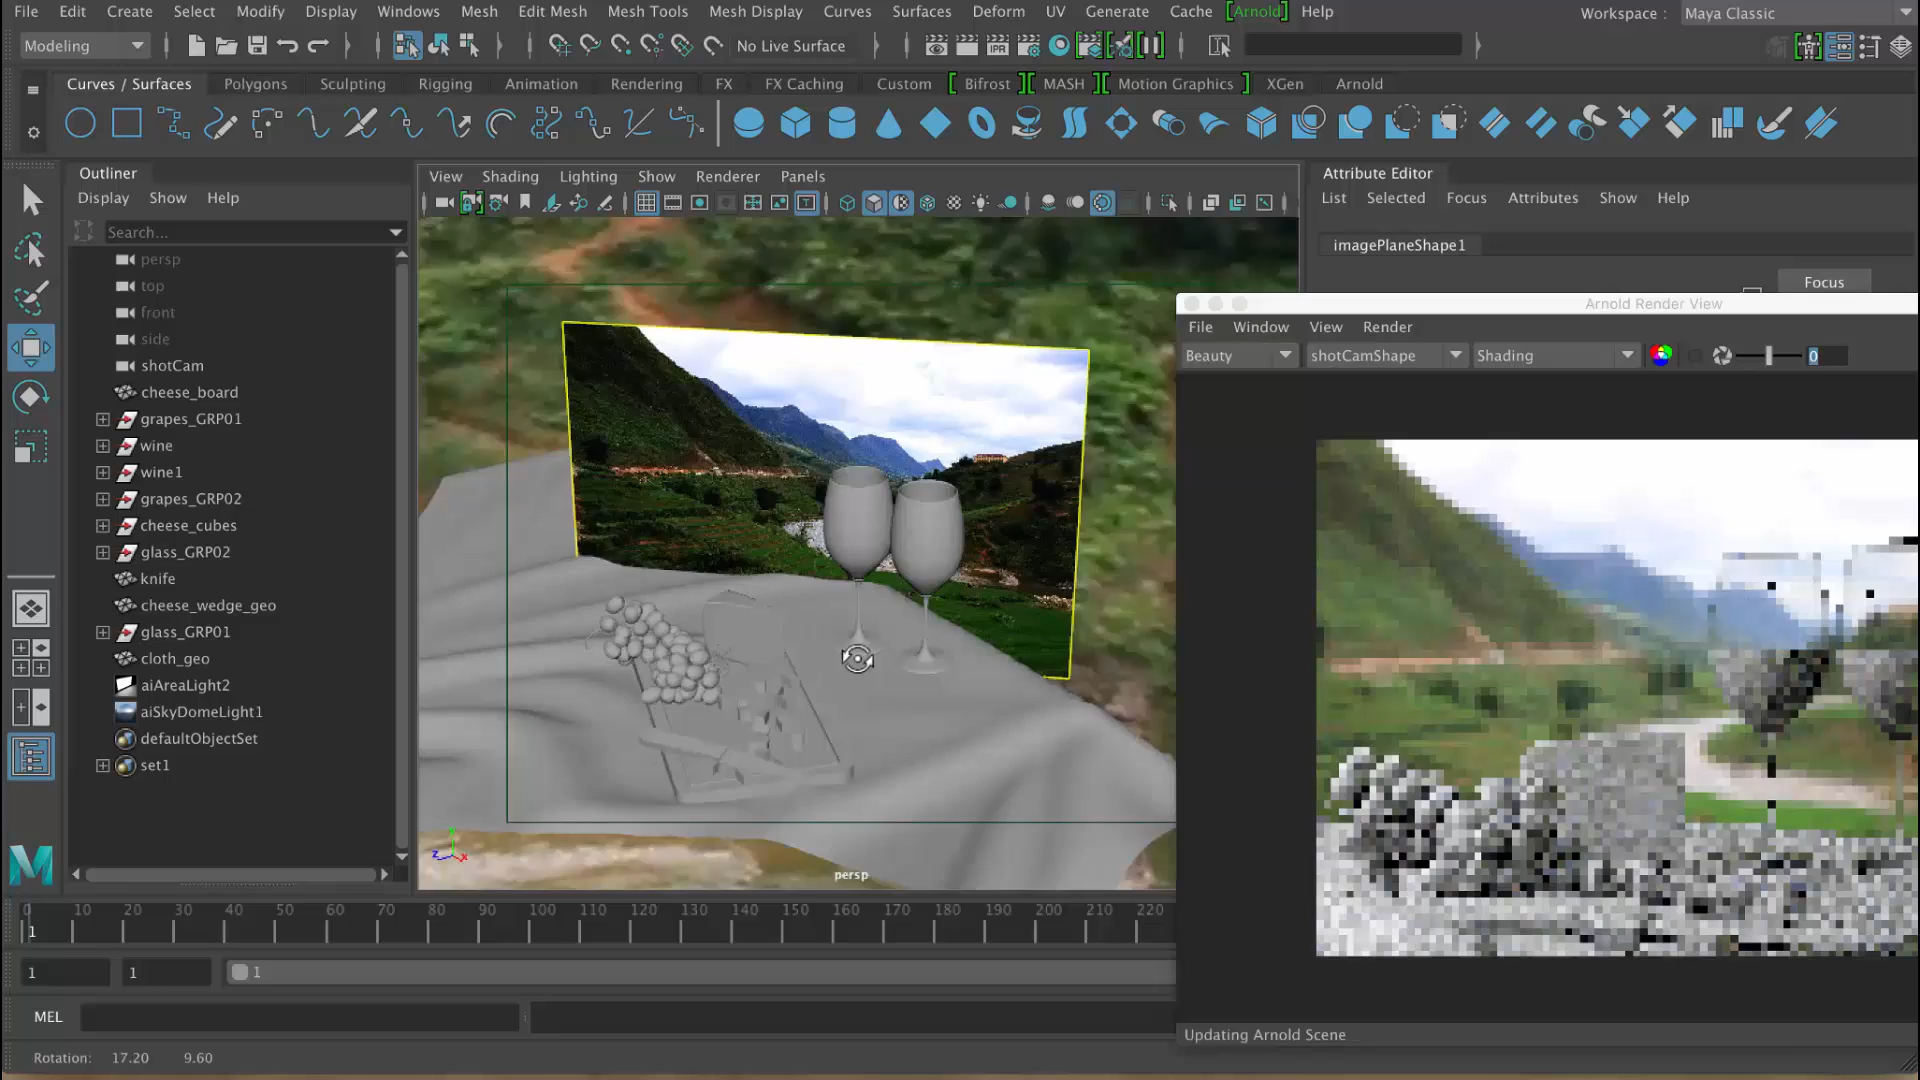 File Edit Create Select Modify Display Windows Mesh Edit Mesh Mesh Tools Mesh Display Curves Surfaces Deform UV Generate Cache [Arnold] Help Workspace : Maya Classic
Modeling No Live Surface IPR
Curves / Surfaces Polygons Sculpting Rigging Animation Rendering FX FX Caching Custom Bifrost MASH Motion Graphics XGen Arnold
Outliner
Display Show Help
Search...
persp
top
front
side
shotCam
cheese_board
grapes_GRP01
wine
wine1
grapes_GRP02
cheese_cubes
glass_GRP02
knife
cheese_wedge_geo
glass_GRP01
cloth_geo
aiAreaLight2
aiSkyDomeLight1
defaultObjectSet
set1
View Shading Lighting Show Renderer Panels
y
z x
persp
Attribute Editor
List Selected Focus Attributes Show Help
imagePlaneShape1
Focus
Arnold Render View
File Window View Render
Beauty shotCamShape Shading 0
Updating Arnold Scene
0 10 20 30 40 50 60 70 80 90 100 110 120 130 140 150 160 170 180 190 200 210 220
1
1 1 1
MEL
Rotation: 17.20 9.60